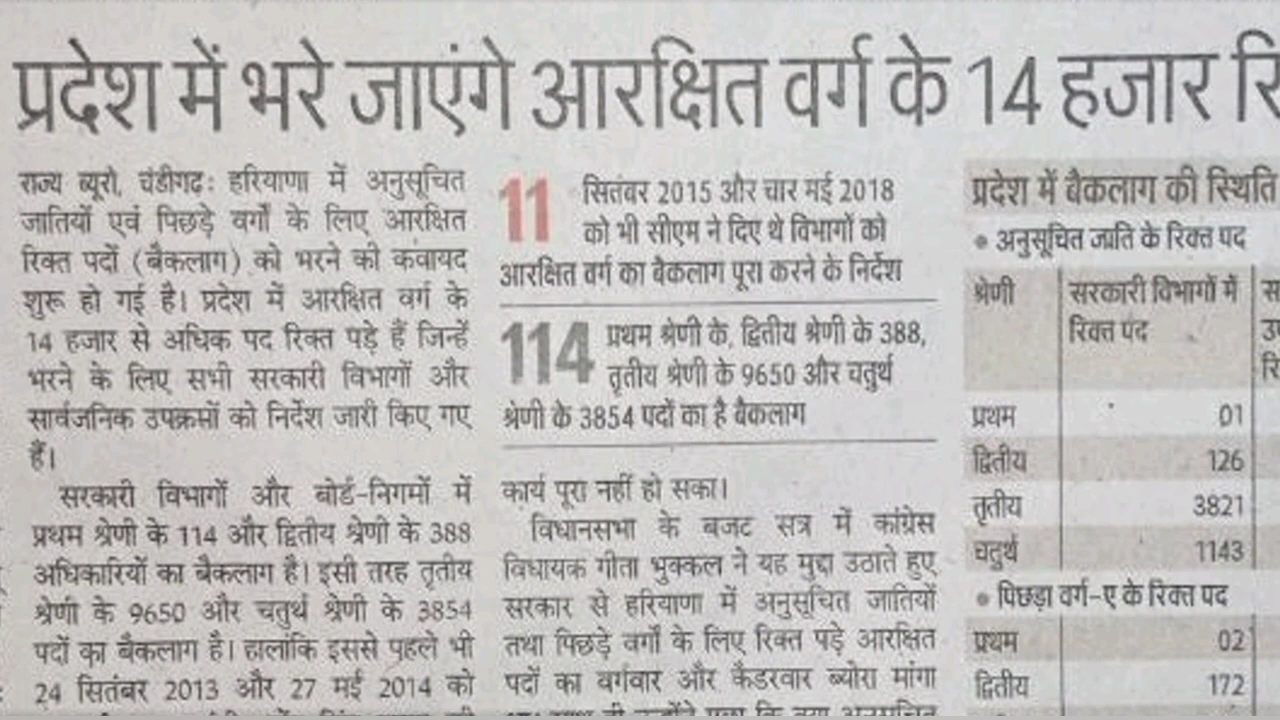 प्रदेश में भरे जाएंगे आरक्षित वर्ग के 14 हजार
राज्य ब्यूरो, चंडीगढ़ः हरियाणा में अनुसूचित
जातियों एवं पिछड़े वर्गों के लिए आरक्षित
रिक्त पदों (बैकलाग) को भरने की कवायद
शुरू हो गई है। प्रदेश में आरक्षित वर्ग के
14 हजार से अधिक पद रिक्त पड़े हैं जिन्हें
भरने के लिए सभी सरकारी विभागों और
सार्वजनिक उपक्रमों को निर्देश जारी किए गए
हैं।
सरकारी विभागों और बोर्ड-निगमों में
प्रथम श्रेणी के 114 और द्वितीय श्रेणी के 388
अधिकारियों का बैकलाग है। इसी तरह तृतीय
श्रेणी के 9650 और चतुर्थ श्रेणी के 3854
पदों का बैकलाग है। हालांकि इससे पहले भी
24 सितंबर 2013 और 27 मई 2014 को
11 सितंबर 2015 और चार मई 2018
को भी सीएम ने दिए थे विभागों को
आरक्षित वर्ग का बैकलाग पूरा करने के निर्देश
114 प्रथम श्रेणी के, द्वितीय श्रेणी के 388,
तृतीय श्रेणी के 9650 और चतुर्थ
श्रेणी के 3854 पदों का है बैकलाग
कार्य पूरा नहीं हो सका।
विधानसभा के बजट सत्र में कांग्रेस
विधायक गीता भुक्कल ने यह मुद्दा उठाते हुए
सरकार से हरियाणा में अनुसूचित जातियों
तथा पिछड़े वर्गों के लिए रिक्त पड़े आरक्षित
पदों का वर्गवार और कैडरवार ब्योरा मांगा
प्रदेश में बैकलाग की स्थिति
• अनुसूचित जाति के रिक्त पद
श्रेणी सरकारी विभागों में
रिक्त पद
प्रथम 01
द्वितीय 126
तृतीय 3821
चतुर्थ 1143
• पिछड़ा वर्ग-ए के रिक्त पद
प्रथम 02
द्वितीय 172